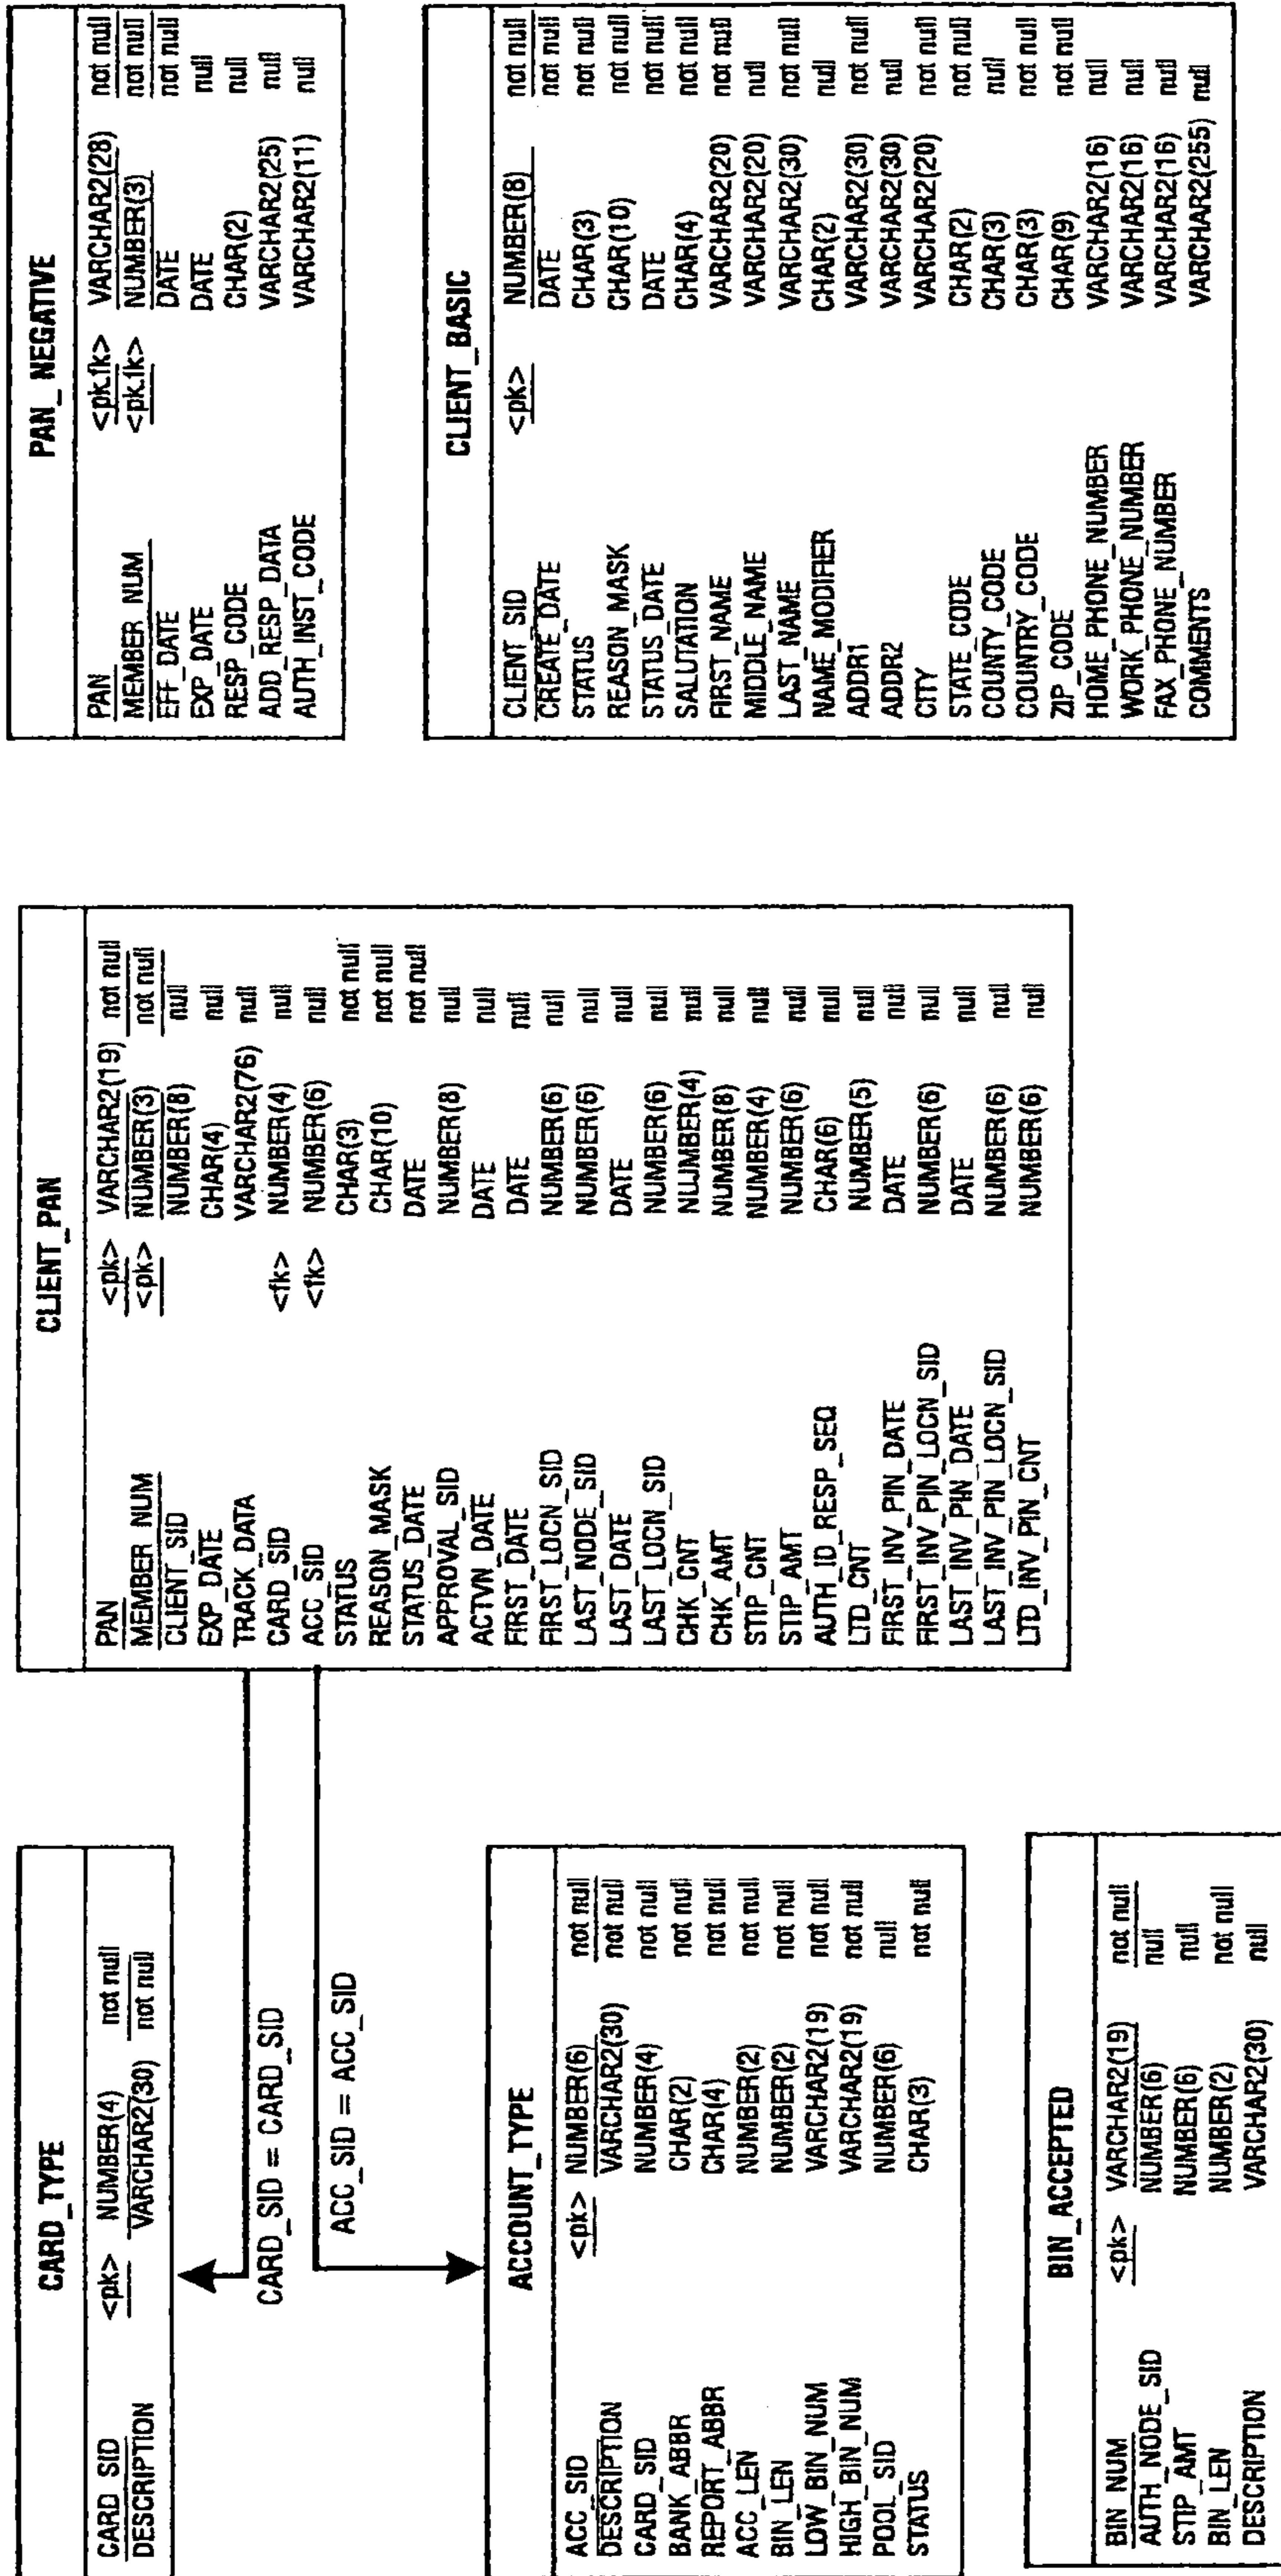 CARD_TYPE
CARD_SID <pk> NUMBER(4) not null
DESCRIPTION VARCHAR2(30) not null
CARD_SID = CARD_SID
ACC_SID = ACC_SID
ACCOUNT_TYPE
ACC_SID <pk> NUMBER(6) not null
DESCRIPTION VARCHAR2(30) not null
CARD_SID NUMBER(4) not null
BANK_ABBR CHAR(2) not null
REPORT_ABBR CHAR(4) not null
ACC_LEN NUMBER(2) not null
BIN_LEN NUMBER(2) not null
LOW_BIN_NUM VARCHAR2(19) not null
HIGH_BIN_NUM VARCHAR2(19) not null
POOL_SID NUMBER(6) null
STATUS CHAR(3) not null
BIN_ACCEPTED
BIN_NUM <pk> VARCHAR2(19) not null
AUTH_NODE_SID NUMBER(6) null
STIP_AMT NUMBER(6) null
BIN_LEN NUMBER(2) not null
DESCRIPTION VARCHAR2(30) null
CLIENT_PAN
PAN <pk> VARCHAR2(19) not null
MEMBER_NUM <pk> NUMBER(3) not null
CLIENT_SID NUMBER(8) null
EXP_DATE CHAR(4) null
TRACK_DATA VARCHAR2(76) null
CARD_SID <fk> NUMBER(4) null
ACC_SID <fk> NUMBER(6) null
STATUS CHAR(3) not null
REASON_MASK CHAR(10) not null
STATUS_DATE DATE not null
APPROVAL_SID NUMBER(8) null
ACTVN_DATE DATE null
FIRST_DATE DATE null
FIRST_LOCN_SID NUMBER(6) null
LAST_NODE_SID NUMBER(6) null
LAST_DATE DATE null
LAST_LOCN_SID NUMBER(6) null
CHK_CNT NUMBER(4) null
CHK_AMT NUMBER(8) null
STIP_CNT NUMBER(4) null
STIP_AMT NUMBER(6) null
AUTH_ID_RESP_SEQ CHAR(6) null
LTD_CNT NUMBER(5) null
FIRST_INV_PIN_DATE DATE null
FIRST_INV_PIN_LOCN_SID NUMBER(6) null
LAST_INV_PIN_DATE DATE null
LAST_INV_PIN_LOCN_SID NUMBER(6) null
LTD_INV_PIN_CNT NUMBER(6) null
PAN_NEGATIVE
PAN <pk.fk> VARCHAR2(28) not null
MEMBER_NUM <pk.fk> NUMBER(3) not null
EFF_DATE DATE not null
EXP_DATE DATE null
RESP_CODE CHAR(2) null
ADD_RESP_DATA VARCHAR2(25) null
AUTH_INST_CODE VARCHAR2(11) null
CLIENT_BASIC
CLIENT_SID <pk> NUMBER(8) not null
CREATE_DATE DATE not null
STATUS CHAR(3) not null
REASON_MASK CHAR(10) not null
STATUS_DATE DATE not null
SALUTATION CHAR(4) not null
FIRST_NAME VARCHAR2(20) not null
MIDDLE_NAME VARCHAR2(20) null
LAST_NAME VARCHAR2(30) null
NAME_MODIFIER CHAR(2) null
ADDR1 VARCHAR2(30) not null
ADDR2 VARCHAR2(30) null
CITY VARCHAR2(20) not null
STATE_CODE CHAR(2) not null
COUNTY_CODE CHAR(3) null
COUNTRY_CODE CHAR(3) not null
ZIP_CODE CHAR(9) not null
HOME_PHONE_NUMBER VARCHAR2(16) null
WORK_PHONE_NUMBER VARCHAR2(16) null
FAX_PHONE_NUMBER VARCHAR2(16) null
COMMENTS VARCHAR2(255) null